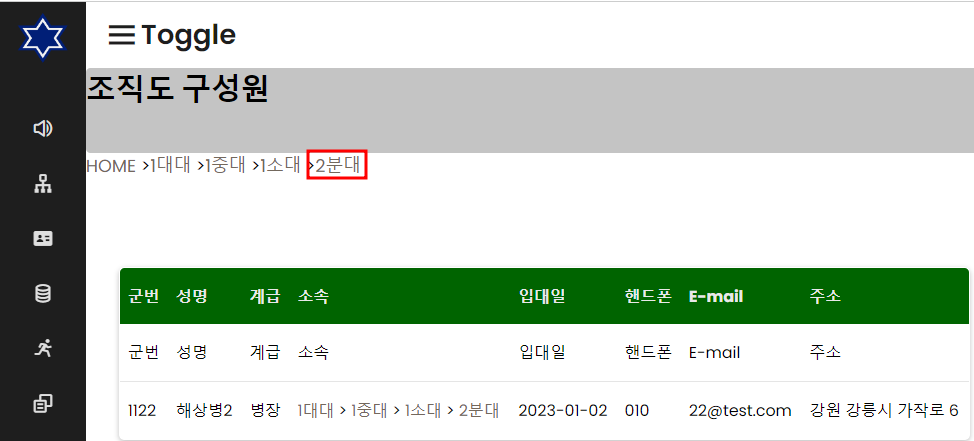 Toggle
조직도 구성원
HOME >1대대 >1중대 >1소대 >2분대
군번 성명 계급 소속 입대일 핸드폰 E-mail 주소
군번 성명 계급 소속 입대일 핸드폰 E-mail 주소
1122 해상병2 병장 1대대 > 1중대 > 1소대 > 2분대 2023-01-02 010 22@test.com 강원 강릉시 가작로 6